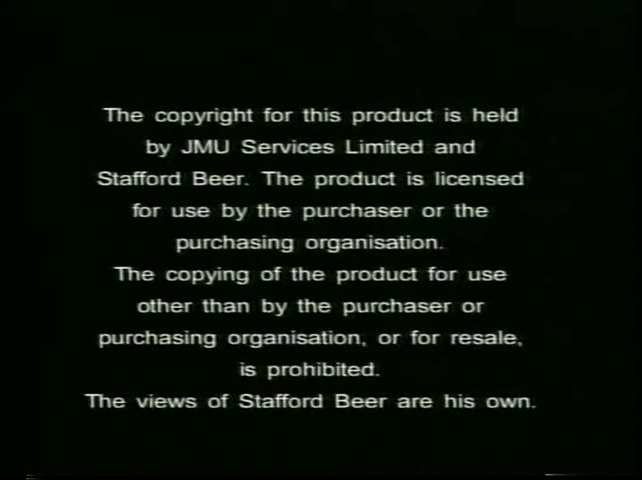 The copyright for this product is held
by JMU Services Limited and
Stafford Beer. The product is licensed
for use by the purchaser or the
purchasing organisation.
The copying of the product for use
other than by the purchaser or
purchasing organisation, or for resale,
is prohibited.
The views of Stafford Beer are his own.